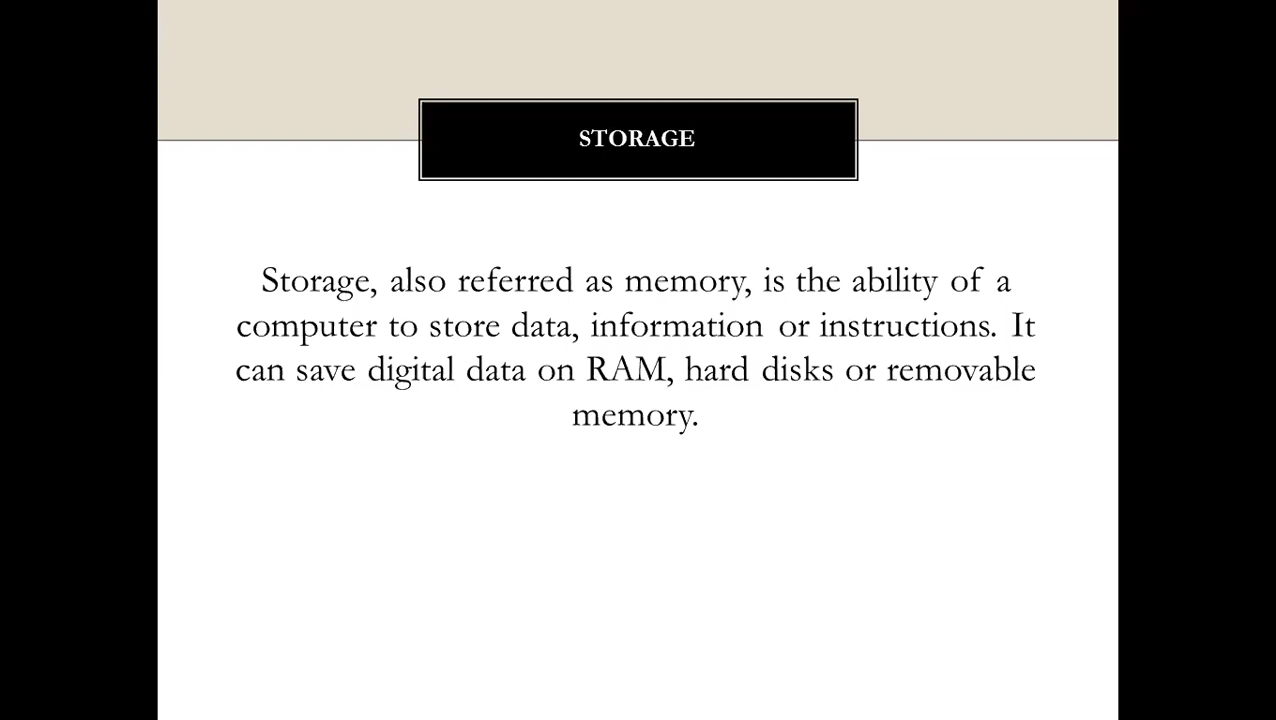 STORAGE
Storage, also referred as memory, is the ability of a
computer to store data, information or instructions. It
can save digital data on RAM, hard disks or removable
memory.